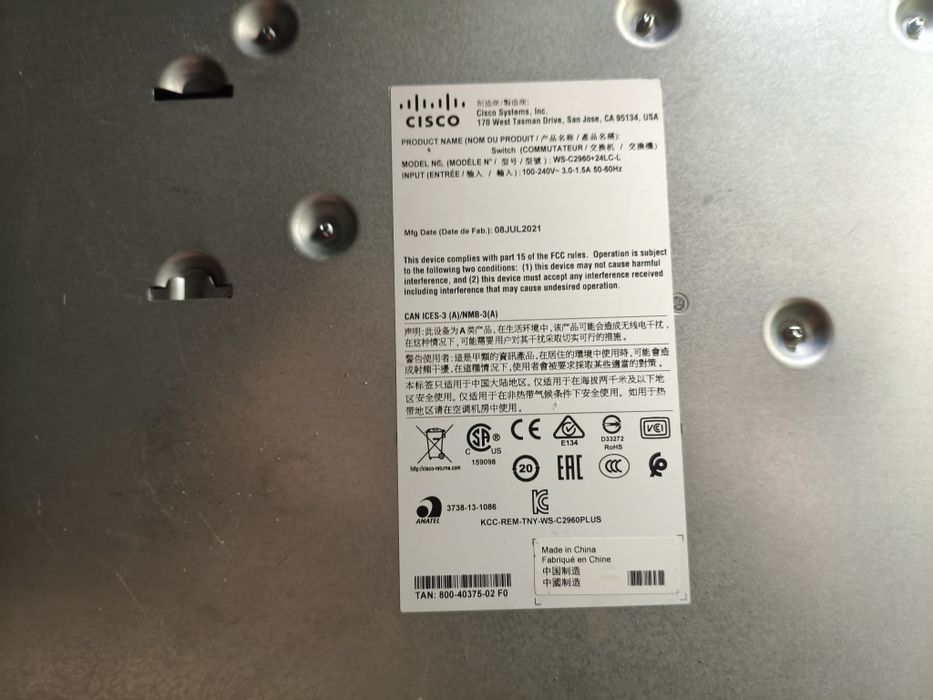 CISCO
制造商/製造商:
Cisco Systems, Inc.
170 West Tasman Drive, San Jose, CA 95134, USA
PRODUCT NAME (NOM DU PRODUIT / 产品名称 / 產品名稱):
Switch (COMMUTATEUR / 交换机 / 交換機)
MODEL NO. (MODÈLE N° / 型号 / 型號): WS-C2960+24LC-L
INPUT (ENTRÉE / 输入 / 輸入): 100-240V~ 3.0-1.5A 50-60Hz
Mfg Date (Date de Fab.): 08JUL2021
This device complies with part 15 of the FCC rules. Operation is subject
to the following two conditions: (1) this device may not cause harmful
interference, and (2) this device must accept any interference received
including interference that may cause undesired operation.
CAN ICES-3 (A)/NMB-3(A)
声明:此设备为A类产品,在生活环境中,该产品可能会造成无线电干扰,
在这种情况下,可能需要用户对其干扰采取切实可行的措施。
警告使用者:這是甲類的資訊產品,在居住的環境中使用時,可能會造
成射頻干擾,在這種情況下,使用者會被要求採取某些適當的對策。
本标签只适用于中国大陆地区。仅适用于在海拔两千米及以下地
区安全使用。仅适用于在非热带气候条件下安全使用。如用于热
带地区请在空调机房中使用。
http://cisco-returns.com
C SA ® US
159098
CE
E134
D33272
RoHS
VCI
20
EAC
CCC
ANATEL
3738-13-1086
KC
KCC-REM-TNY-WS-C2960PLUS
Made in China
Fabriqué en Chine
中国制造
中國製造
TAN: 800-40375-02 F0